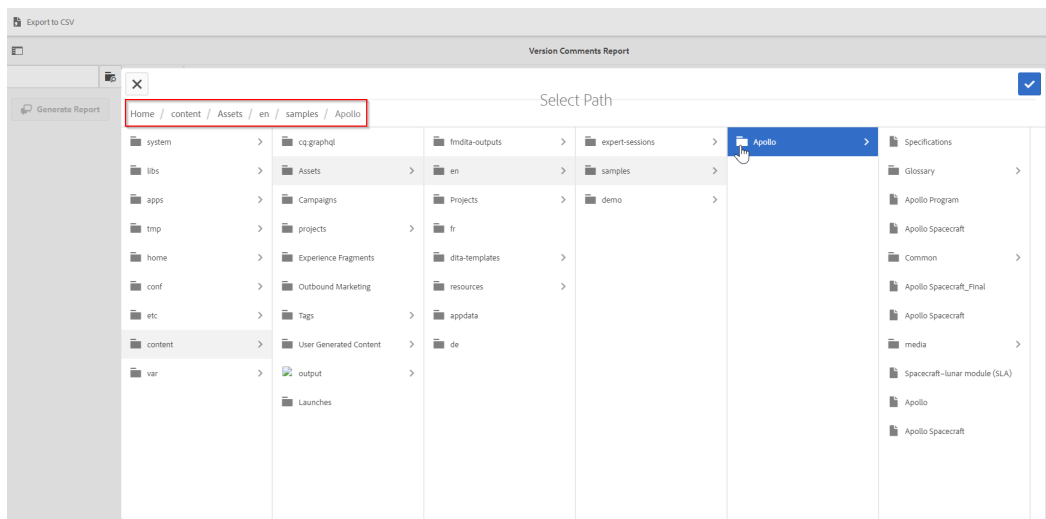 Export to CSV
Version Comments Report
Generate Report
Select Path
Home / content / Assets / en / samples / Apollo
system
libs
apps
tmp
home
conf
etc
content
var
cq:graphql
Assets
Campaigns
projects
Experience Fragments
Outbound Marketing
Tags
User Generated Content
output
Launches
fmdita-outputs
en
Projects
fr
dita-templates
resources
appdata
de
expert-sessions
samples
demo
Apollo
Specifications
Glossary
Apollo Program
Apollo Spacecraft
Common
Apollo Spacecraft_Final
Apollo Spacecraft
media
Spacecraft–lunar module (SLA)
Apollo
Apollo Spacecraft